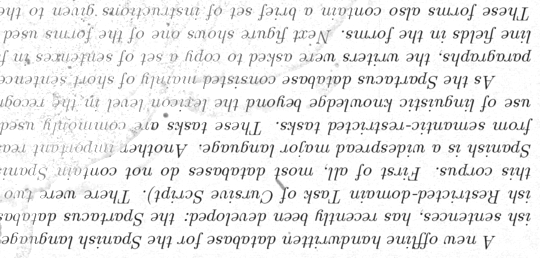 A new offline handwritten database for the Spanish language
ish sentences, has recently been developed: the Spartacus databas
ish Restricted-domain Task of Cursive Script). There were two
this corpus. First of all, most databases do not contain Spani
Spanish is a widespread major language. Another important rea
from semantic-restricted tasks. These tasks are commonly used
use of linguistic knowledge beyond the lexicon level in the recogn
As the Spartacus database consisted mainly of short sentence
paragraphs, the writers were asked to copy a set of sentences in f
line fields in the forms. Next figure shows one of the forms used
These forms also contain a brief set of instructions given to the